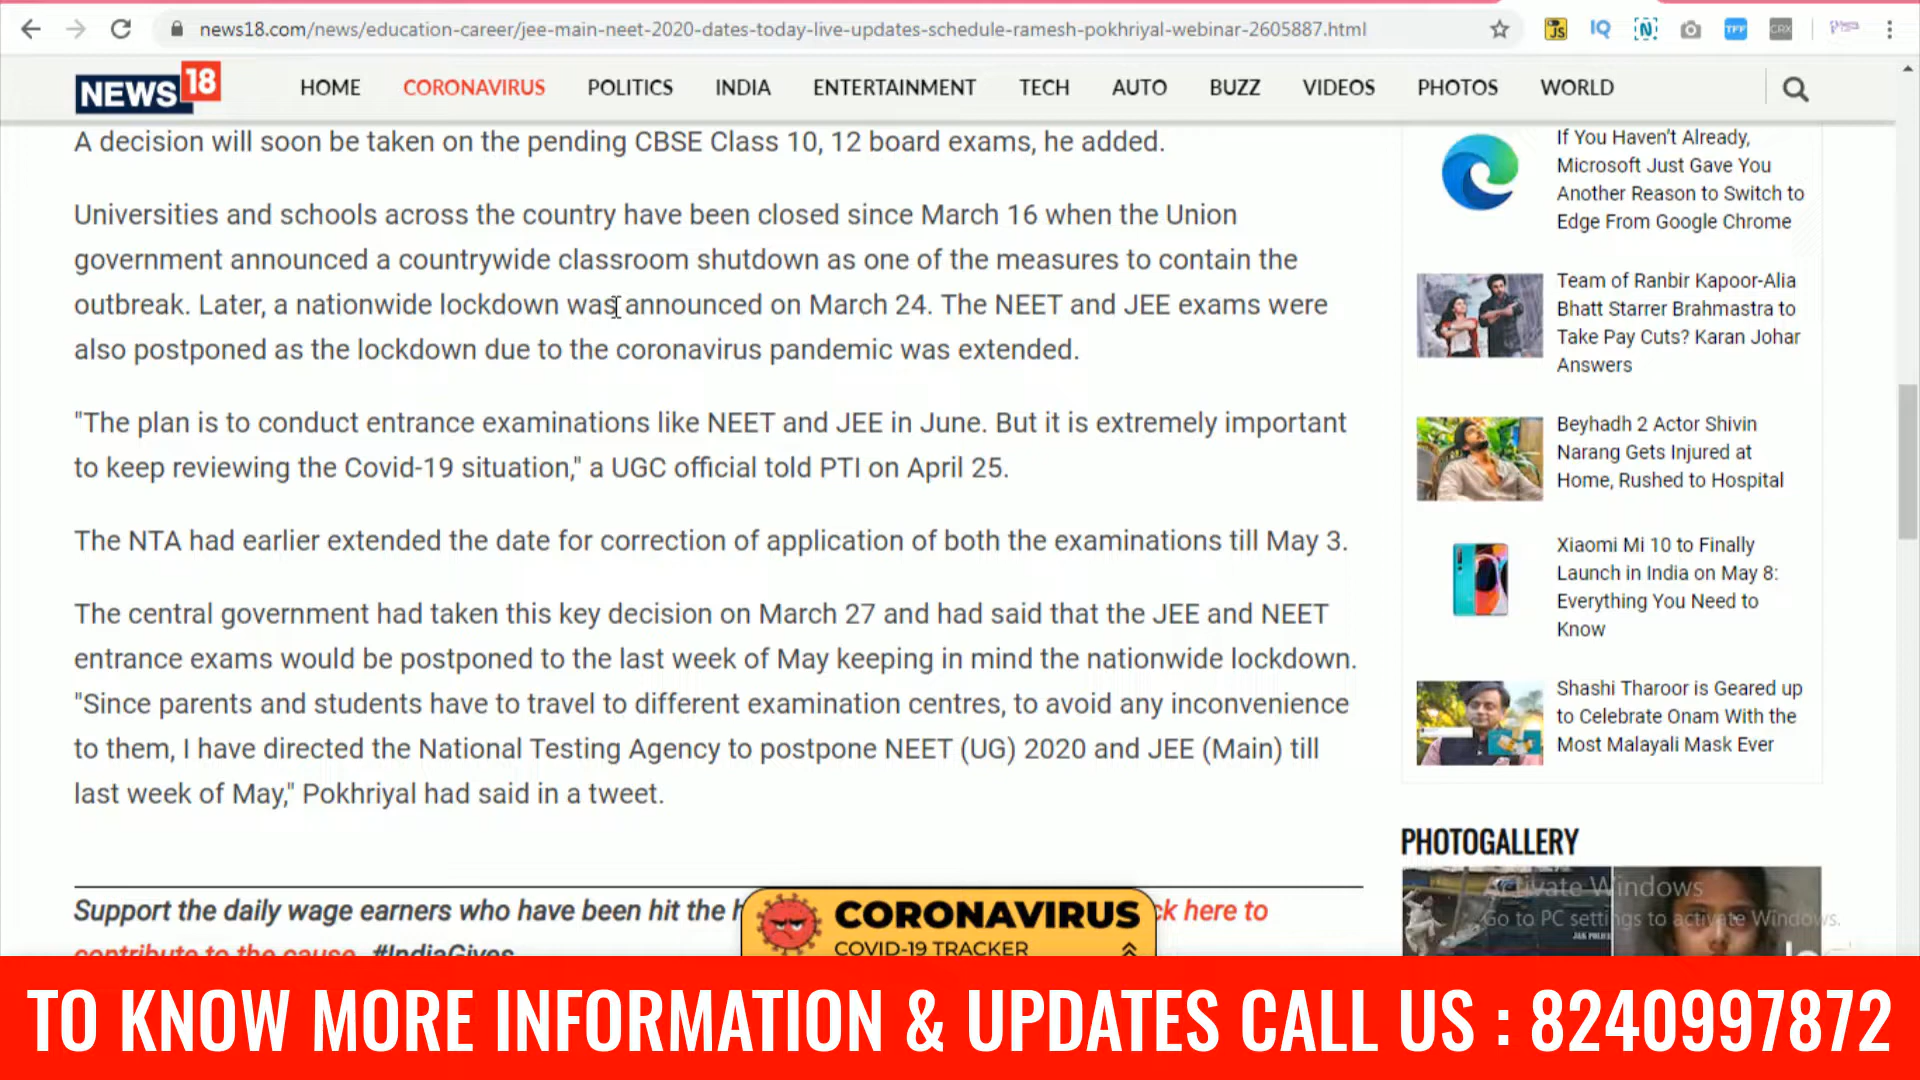 news18.com/news/education-career/jee-main-neet-2020-dates-today-live-updates-schedule-ramesh-pokhriyal-webinar-2605887.html
JS
IQ
N
TFF
CRX
NEWS 18
HOME
CORONAVIRUS
POLITICS
INDIA
ENTERTAINMENT
TECH
AUTO
BUZZ
VIDEOS
PHOTOS
WORLD
A decision will soon be taken on the pending CBSE Class 10, 12 board exams, he added.
Universities and schools across the country have been closed since March 16 when the Union
government announced a countrywide classroom shutdown as one of the measures to contain the
outbreak. Later, a nationwide lockdown was announced on March 24. The NEET and JEE exams were
also postponed as the lockdown due to the coronavirus pandemic was extended.
"The plan is to conduct entrance examinations like NEET and JEE in June. But it is extremely important
to keep reviewing the Covid-19 situation," a UGC official told PTI on April 25.
The NTA had earlier extended the date for correction of application of both the examinations till May 3.
The central government had taken this key decision on March 27 and had said that the JEE and NEET
entrance exams would be postponed to the last week of May keeping in mind the nationwide lockdown.
"Since parents and students have to travel to different examination centres, to avoid any inconvenience
to them, I have directed the National Testing Agency to postpone NEET (UG) 2020 and JEE (Main) till
last week of May," Pokhriyal had said in a tweet.
Support the daily wage earners who have been hit the h
ck here to
contribute to the cause. #IndiaGives
CORONAVIRUS
COVID-19 TRACKER
If You Haven't Already,
Microsoft Just Gave You
Another Reason to Switch to
Edge From Google Chrome
Team of Ranbir Kapoor-Alia
Bhatt Starrer Brahmastra to
Take Pay Cuts? Karan Johar
Answers
Beyhadh 2 Actor Shivin
Narang Gets Injured at
Home, Rushed to Hospital
Xiaomi Mi 10 to Finally
Launch in India on May 8:
Everything You Need to
Know
Shashi Tharoor is Geared up
to Celebrate Onam With the
Most Malayali Mask Ever
PHOTOGALLERY
Activate Windows
Go to PC settings to activate Windows.
TO KNOW MORE INFORMATION & UPDATES CALL US : 8240997872